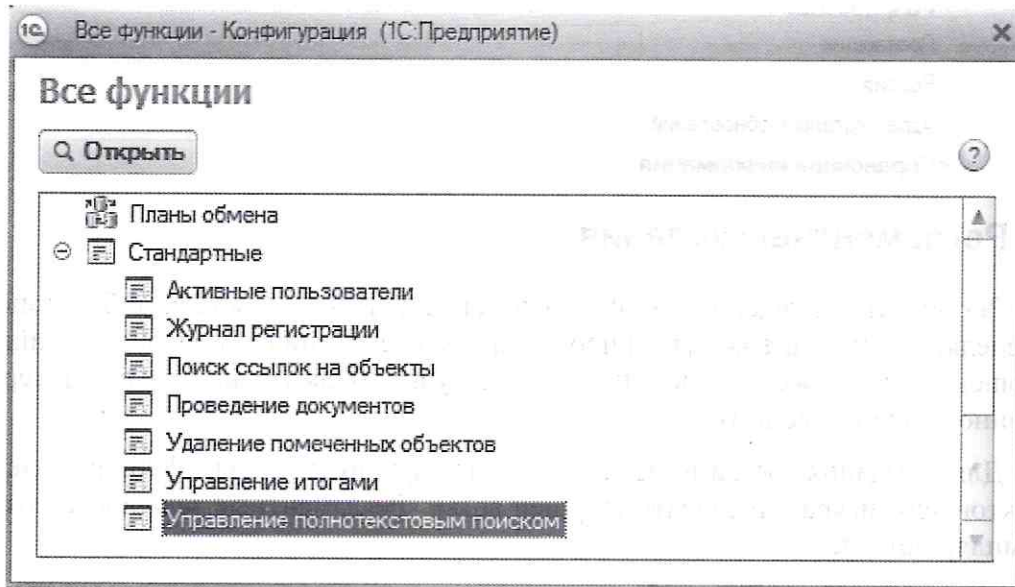 1С Все функции - Конфигурация (1С:Предприятие)
Все функции
Открыть
?
Планы обмена
Стандартные
Активные пользователи
Журнал регистрации
Поиск ссылок на объекты
Проведение документов
Удаление помеченных объектов
Управление итогами
Управление полнотекстовым поиском